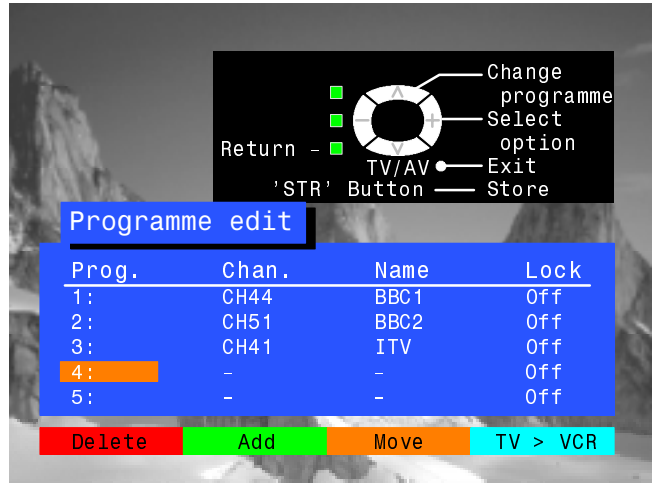 Change
programme
Select
option
Return –
TV/AV
Exit
'STR' Button
Store
Programme edit
Prog. Chan. Name Lock
1: CH44 BBC1 Off
2: CH51 BBC2 Off
3: CH41 ITV Off
4: – – Off
5: – – Off
Delete Add Move TV > VCR